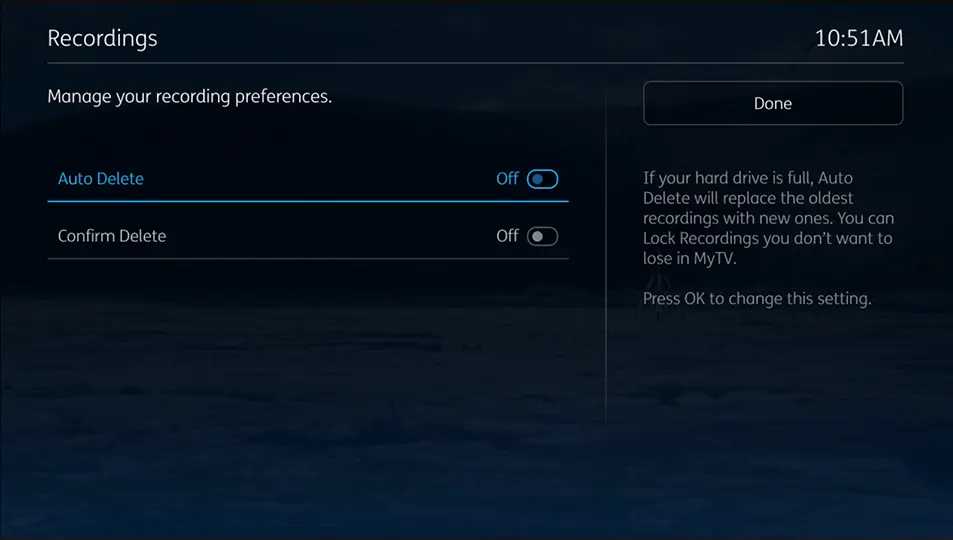 Recordings
10:51AM
Manage your recording preferences.
Done
Auto Delete
Off
Confirm Delete
Off
If your hard drive is full, Auto
Delete will replace the oldest
recordings with new ones. You can
Lock Recordings you don't want to
lose in MyTV.
Press OK to change this setting.